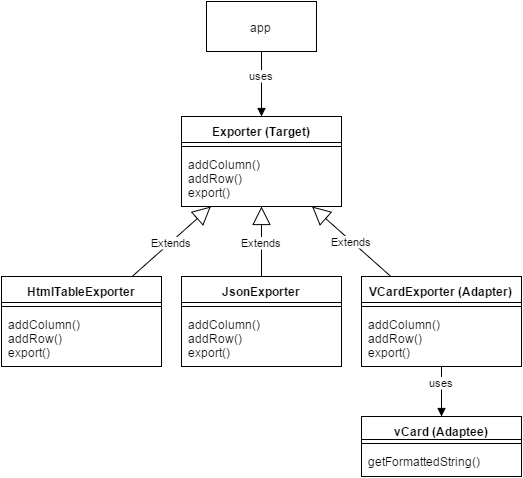 app
uses
Exporter (Target)
addColumn()
addRow()
export()
Extends
Extends
Extends
HtmlTableExporter
addColumn()
addRow()
export()
JsonExporter
addColumn()
addRow()
export()
VCardExporter (Adapter)
addColumn()
addRow()
export()
uses
vCard (Adaptee)
getFormattedString()